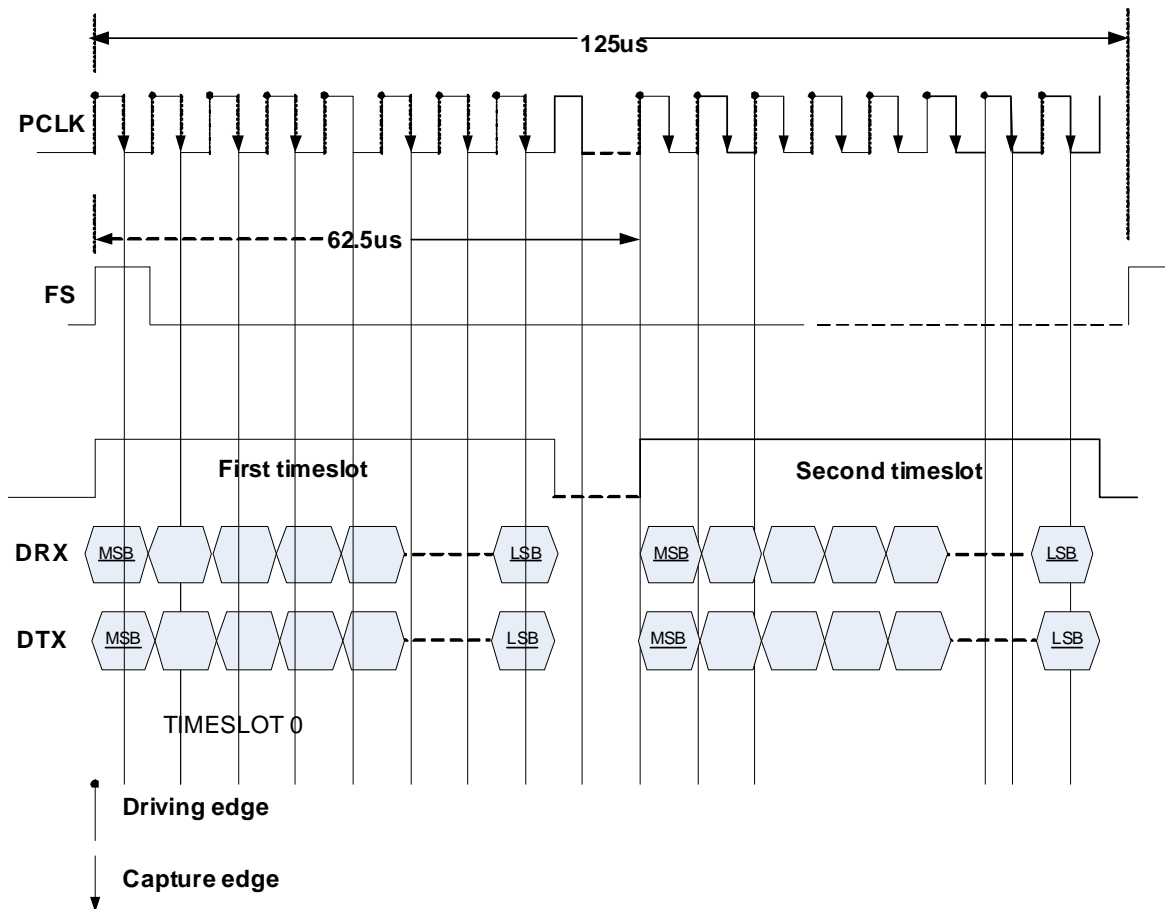 125us
PCLK
62.5us
FS
First timeslot
Second timeslot
DRX
MSB
LSB
MSB
LSB
DTX
MSB
LSB
MSB
LSB
TIMESLOT 0
Driving edge
Capture edge